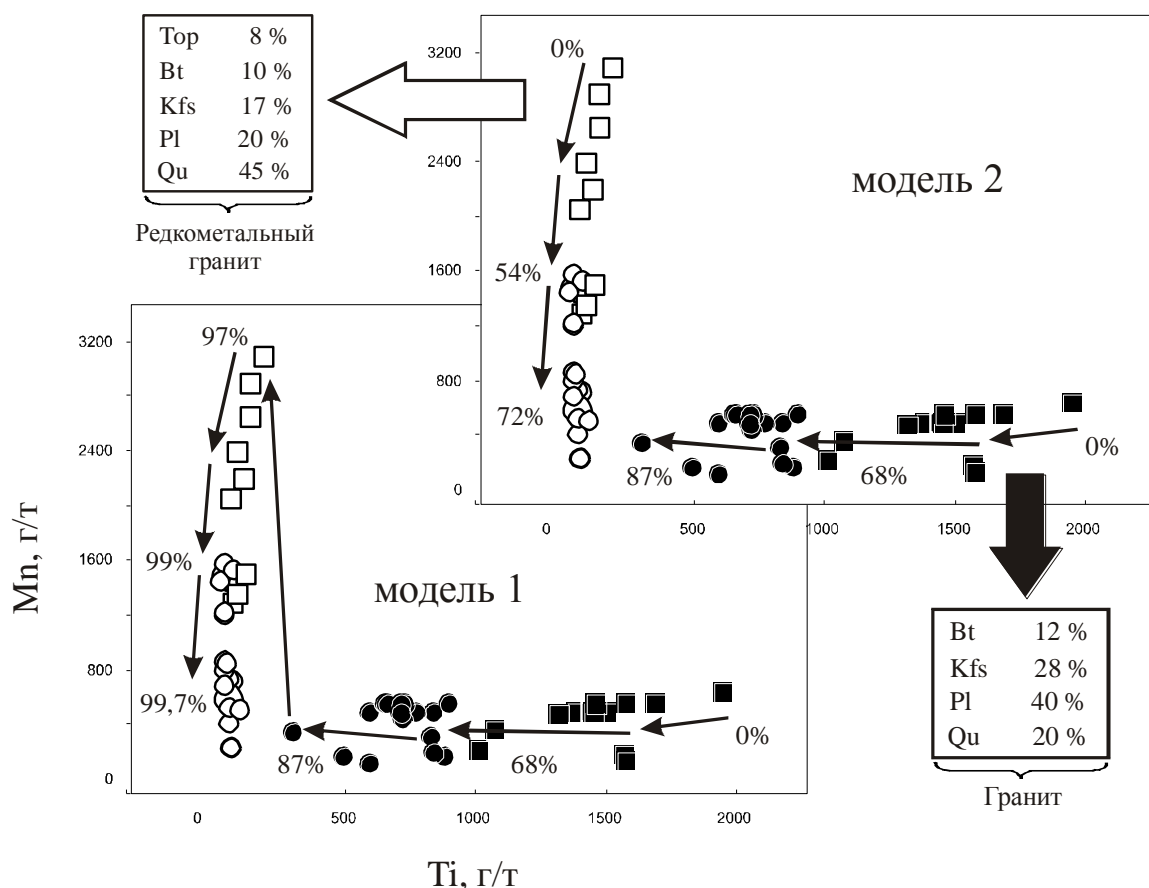 Top 8 %
Bt 10 %
Kfs 17 %
Pl 20 %
Qu 45 %
Редкометальный
гранит
3200
2400
1600
800
0
0%
54%
72%
модель 2
87%
68%
0%
0 500 1000 1500 2000
Mn, г/т
3200
2400
1600
800
0
97%
99%
99,7%
модель 1
87%
68%
0%
0 500 1000 1500 2000
Ti, г/т
Bt 12 %
Kfs 28 %
Pl 40 %
Qu 20 %
Гранит